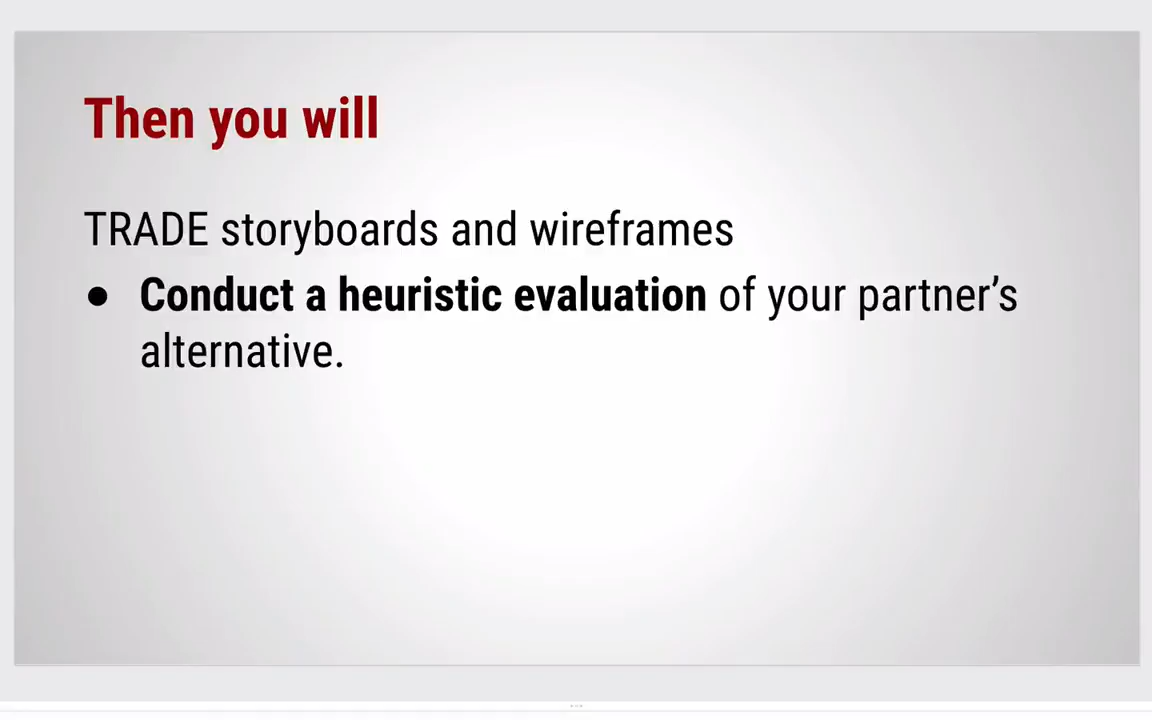 Then you will
TRADE storyboards and wireframes
● Conduct a heuristic evaluation of your partner’s
alternative.